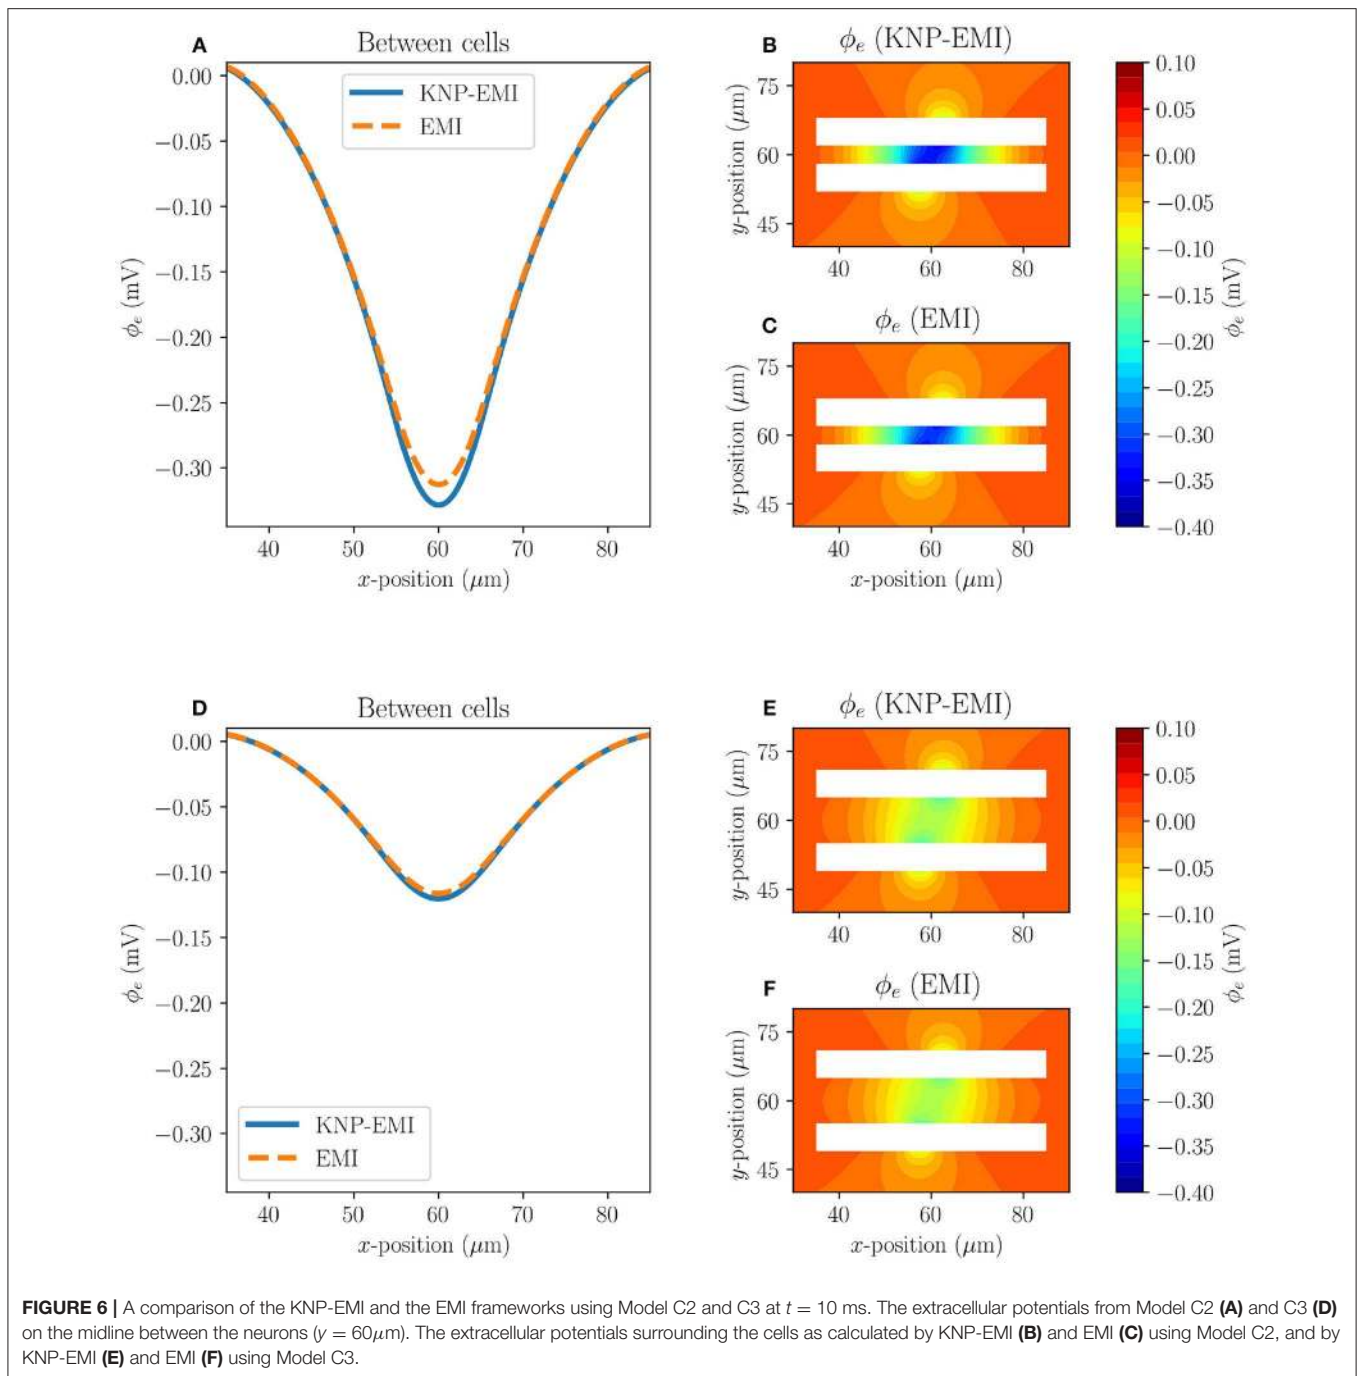 A
Between cells
0.00
−0.05
−0.10
−0.15
−0.20
−0.25
−0.30
ϕe (mV)
KNP-EMI
EMI
40 50 60 70 80
x-position (μm)
B
ϕe (KNP-EMI)
75
60
45
y-position (μm)
40 60 80
C
ϕe (EMI)
75
60
45
y-position (μm)
40 60 80
x-position (μm)
0.10
0.05
0.00
−0.05
−0.10
−0.15
−0.20
−0.25
−0.30
−0.35
−0.40
ϕe (mV)
D
Between cells
0.00
−0.05
−0.10
−0.15
−0.20
−0.25
−0.30
ϕe (mV)
KNP-EMI
EMI
40 50 60 70 80
x-position (μm)
E
ϕe (KNP-EMI)
75
60
45
y-position (μm)
40 60 80
F
ϕe (EMI)
75
60
45
y-position (μm)
40 60 80
x-position (μm)
0.10
0.05
0.00
−0.05
−0.10
−0.15
−0.20
−0.25
−0.30
−0.35
−0.40
ϕe (mV)
FIGURE 6 | A comparison of the KNP-EMI and the EMI frameworks using Model C2 and C3 at t = 10 ms. The extracellular potentials from Model C2 (A) and C3 (D)
on the midline between the neurons (y = 60μm). The extracellular potentials surrounding the cells as calculated by KNP-EMI (B) and EMI (C) using Model C2, and by
KNP-EMI (E) and EMI (F) using Model C3.